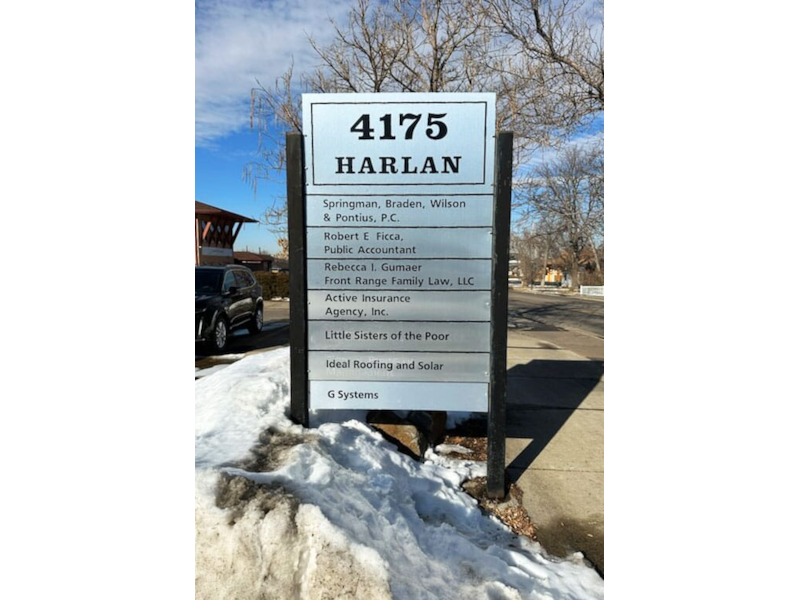 4175
HARLAN
Springman, Braden, Wilson
& Pontius, P.C.
Robert E Ficca,
Public Accountant
Rebecca I. Gumaer
Front Range Family Law, LLC
Active Insurance
Agency, Inc.
Little Sisters of the Poor
Ideal Roofing and Solar
G Systems